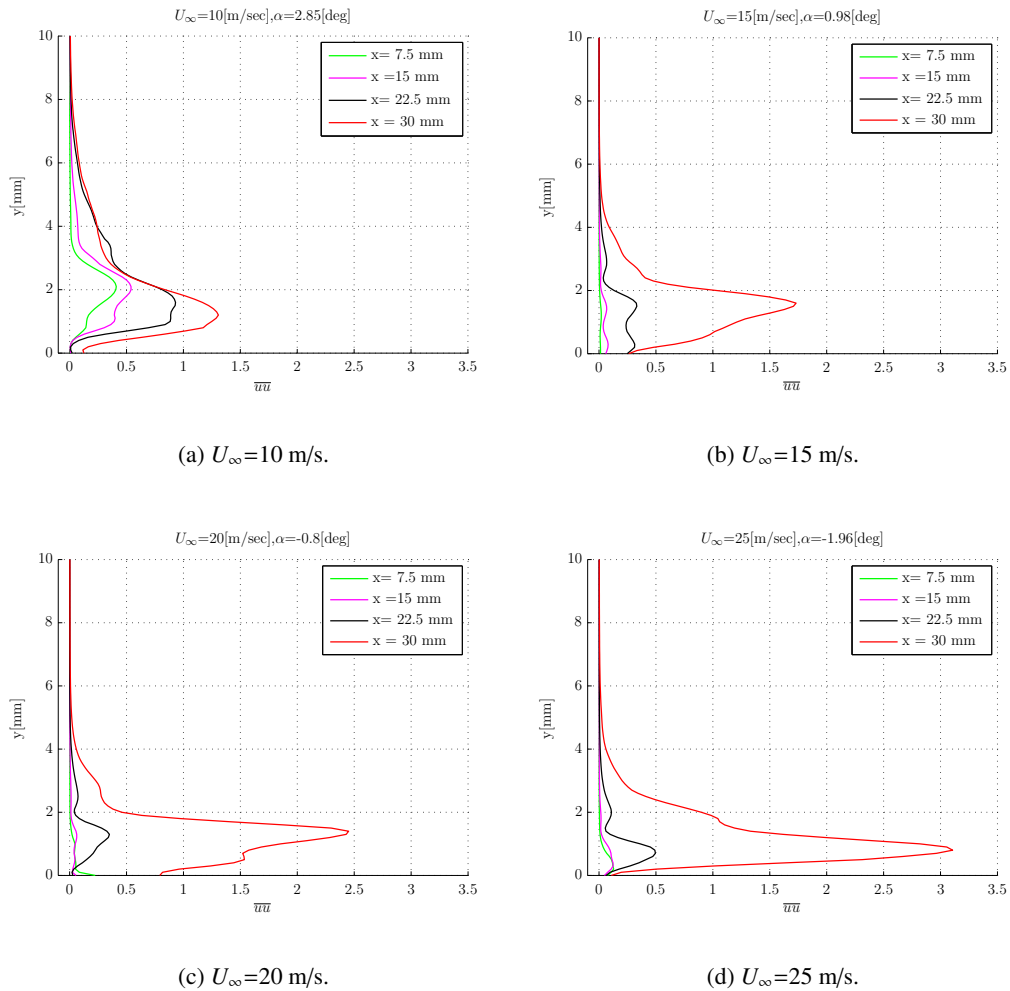 U∞=10[m/sec],α=2.85[deg]
10
8
6
4
2
0
y[mm]
x= 7.5 mm
x =15 mm
x= 22.5 mm
x = 30 mm
0 0.5 1 1.5 2 2.5 3 3.5
u̅u̅
(a) U∞=10 m/s.
U∞=15[m/sec],α=0.98[deg]
10
8
6
4
2
0
y[mm]
x= 7.5 mm
x =15 mm
x= 22.5 mm
x = 30 mm
0 0.5 1 1.5 2 2.5 3 3.5
u̅u̅
(b) U∞=15 m/s.
U∞=20[m/sec],α=-0.8[deg]
10
8
6
4
2
0
y[mm]
x= 7.5 mm
x =15 mm
x= 22.5 mm
x = 30 mm
0 0.5 1 1.5 2 2.5 3 3.5
u̅u̅
(c) U∞=20 m/s.
U∞=25[m/sec],α=-1.96[deg]
10
8
6
4
2
0
y[mm]
x= 7.5 mm
x =15 mm
x= 22.5 mm
x = 30 mm
0 0.5 1 1.5 2 2.5 3 3.5
u̅u̅
(d) U∞=25 m/s.